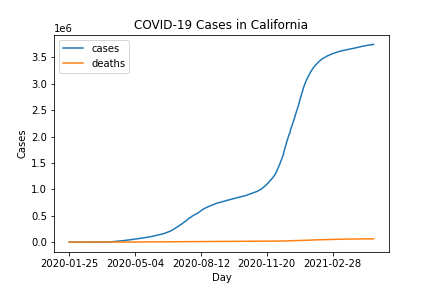 COVID-19 Cases in California
1e6
cases
deaths
3.5
3.0
2.5
2.0
1.5
1.0
0.5
0.0
Cases
2020-01-25 2020-05-04 2020-08-12 2020-11-20 2021-02-28
Day